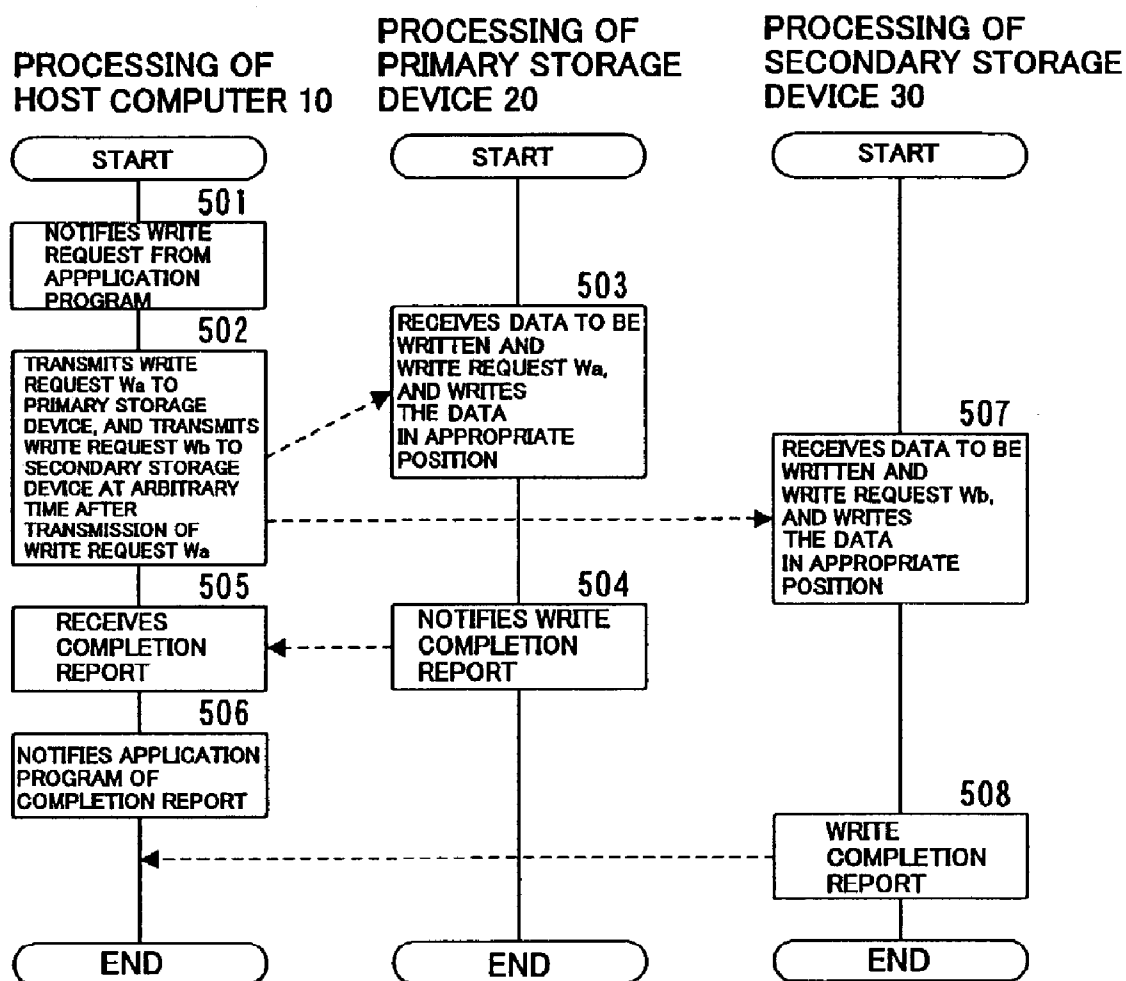 PROCESSING OF
HOST COMPUTER 10
PROCESSING OF
PRIMARY STORAGE
DEVICE 20
PROCESSING OF
SECONDARY STORAGE
DEVICE 30
START
START
START
501
NOTIFIES WRITE
REQUEST FROM
APPPLICATION
PROGRAM
502
TRANSMITS WRITE
REQUEST Wa TO
PRIMARY STORAGE
DEVICE, AND TRANSMITS
WRITE REQUEST Wb TO
SECONDARY STORAGE
DEVICE AT ARBITRARY
TIME AFTER
TRANSMISSION OF
WRITE REQUEST Wa
503
RECEIVES DATA TO BE
WRITTEN AND
WRITE REQUEST Wa,
AND WRITES
THE DATA
IN APPROPRIATE
POSITION
507
RECEIVES DATA TO BE
WRITTEN AND
WRITE REQUEST Wb,
AND WRITES
THE DATA
IN APPROPRIATE
POSITION
505
RECEIVES
COMPLETION
REPORT
504
NOTIFIES WRITE
COMPLETION
REPORT
506
NOTIFIES APPLICATION
PROGRAM OF
COMPLETION REPORT
508
WRITE
COMPLETION
REPORT
END
END
END